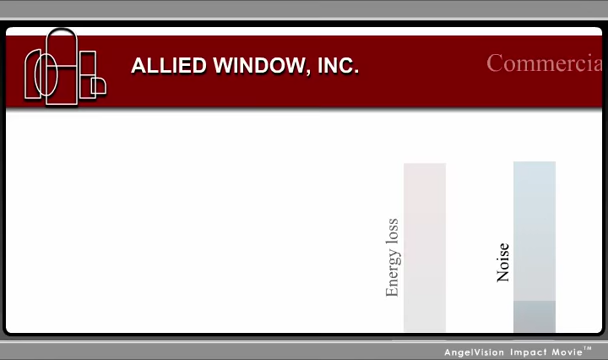 ALLIED WINDOW, INC.
Commercia
Energy loss
Noise
AngelVision Impact Movie™